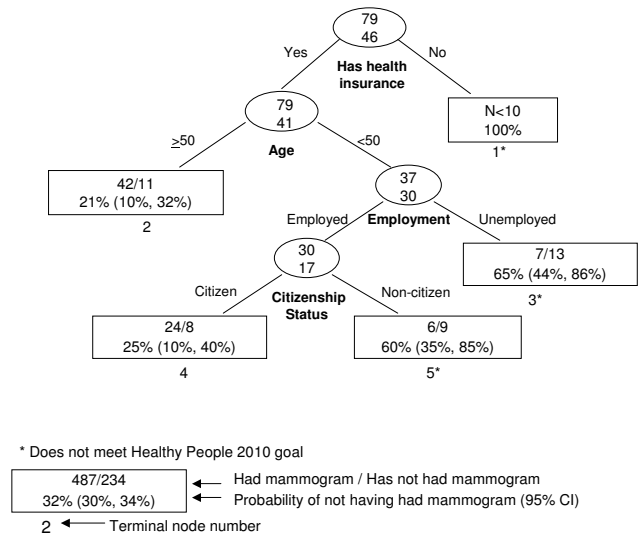 79
46
Yes
No
Has health
insurance
79
41
N<10
100%
1*
≥50
Age
<50
42/11
21% (10%, 32%)
2
37
30
Employed
Employment
Unemployed
30
17
7/13
65% (44%, 86%)
3*
Citizen
Citizenship
Status
Non-citizen
24/8
25% (10%, 40%)
4
6/9
60% (35%, 85%)
5*
* Does not meet Healthy People 2010 goal
487/234
32% (30%, 34%)
Had mammogram / Has not had mammogram
Probability of not having had mammogram (95% CI)
2
Terminal node number